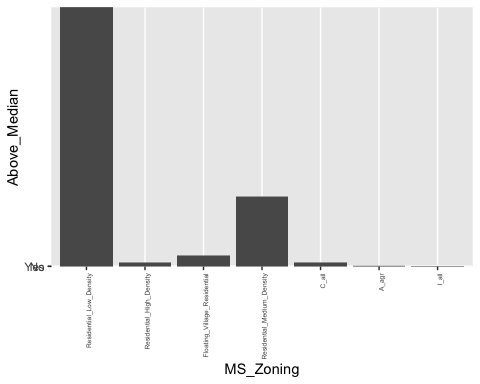 Above_Median
Yes
Residential_Low_Density
Residential_High_Density
Floating_Village_Residential
Residential_Medium_Density
C_all
A_agr
I_all
MS_Zoning